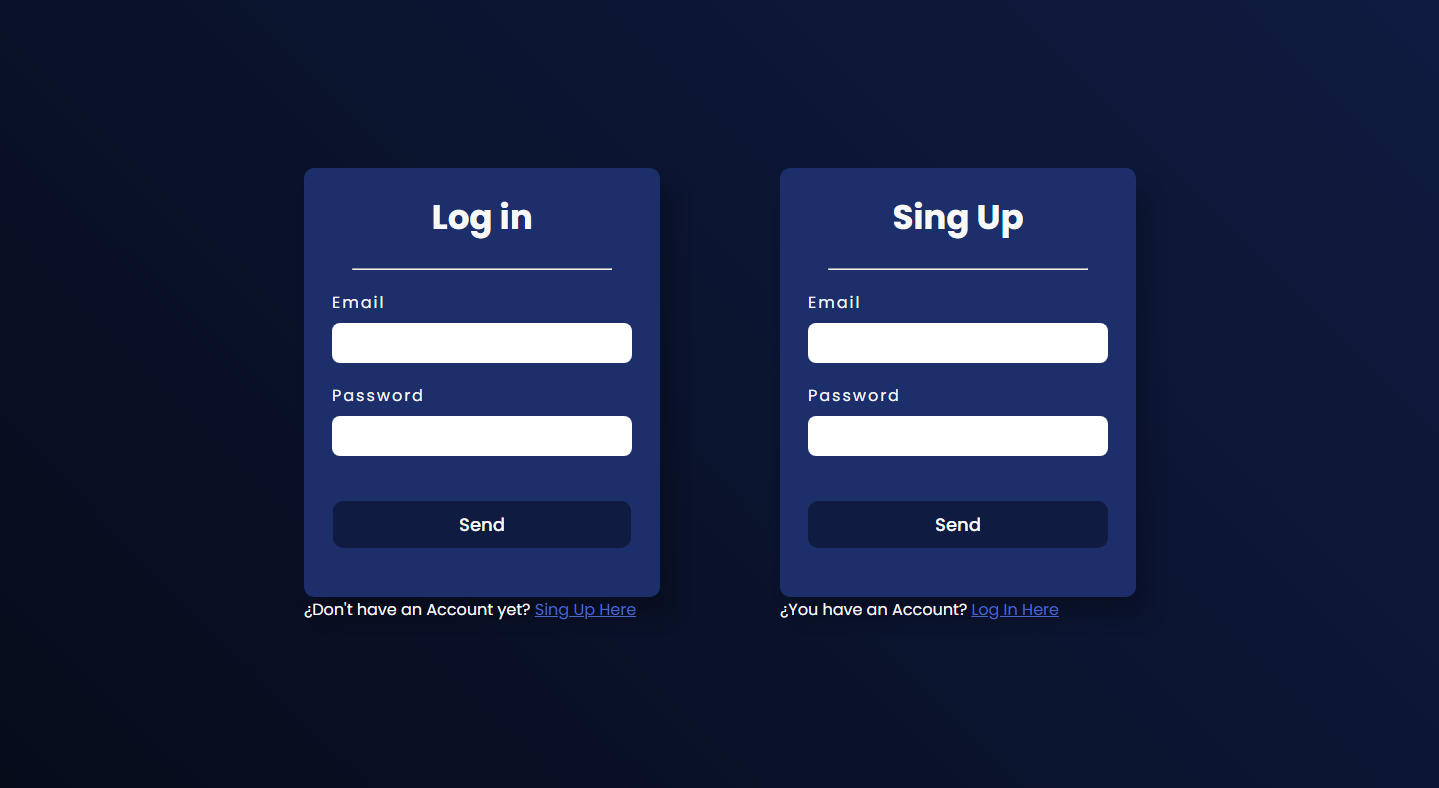 Log in
Email
Password
Send
¿Don't have an Account yet? Sing Up Here
Sing Up
Email
Password
Send
¿You have an Account? Log In Here